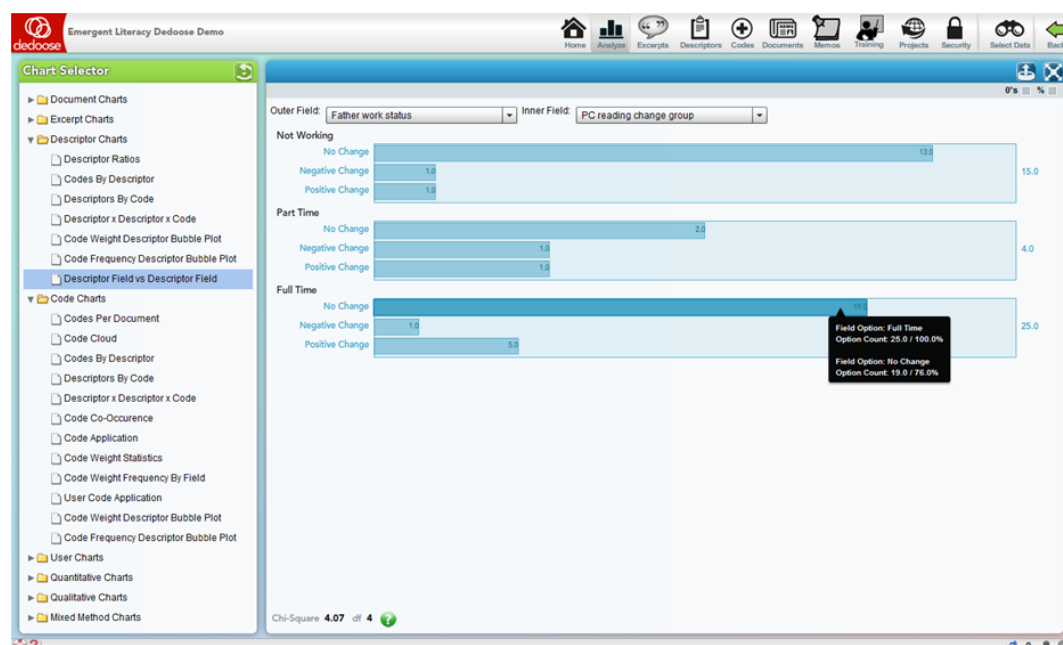 dedoose
Emergent Literacy Dedoose Demo
Home Analyze Excerpts Descriptors Codes Documents Memos Training Projects Security Select Data Back
Chart Selector
Document Charts
Excerpt Charts
Descriptor Charts
Descriptor Ratios
Codes By Descriptor
Descriptors By Code
Descriptor x Descriptor x Code
Code Weight Descriptor Bubble Plot
Code Frequency Descriptor Bubble Plot
Descriptor Field vs Descriptor Field
Code Charts
Codes Per Document
Code Cloud
Codes By Descriptor
Descriptors By Code
Descriptor x Descriptor x Code
Code Co-Occurence
Code Application
Code Weight Statistics
Code Weight Frequency By Field
User Code Application
Code Weight Descriptor Bubble Plot
Code Frequency Descriptor Bubble Plot
User Charts
Quantitative Charts
Qualitative Charts
Mixed Method Charts
0's %
Outer Field: Father work status Inner Field: PC reading change group
Not Working
No Change 13.0
Negative Change 1.0 15.0
Positive Change 1.0
Part Time
No Change 2.0
Negative Change 1.0 4.0
Positive Change 1.0
Full Time
No Change 19.0
Negative Change 1.0 25.0
Positive Change 5.0
Field Option: Full Time
Option Count: 25.0 / 100.0%
Field Option: No Change
Option Count: 19.0 / 76.0%
Chi-Square 4.07 df 4 ?